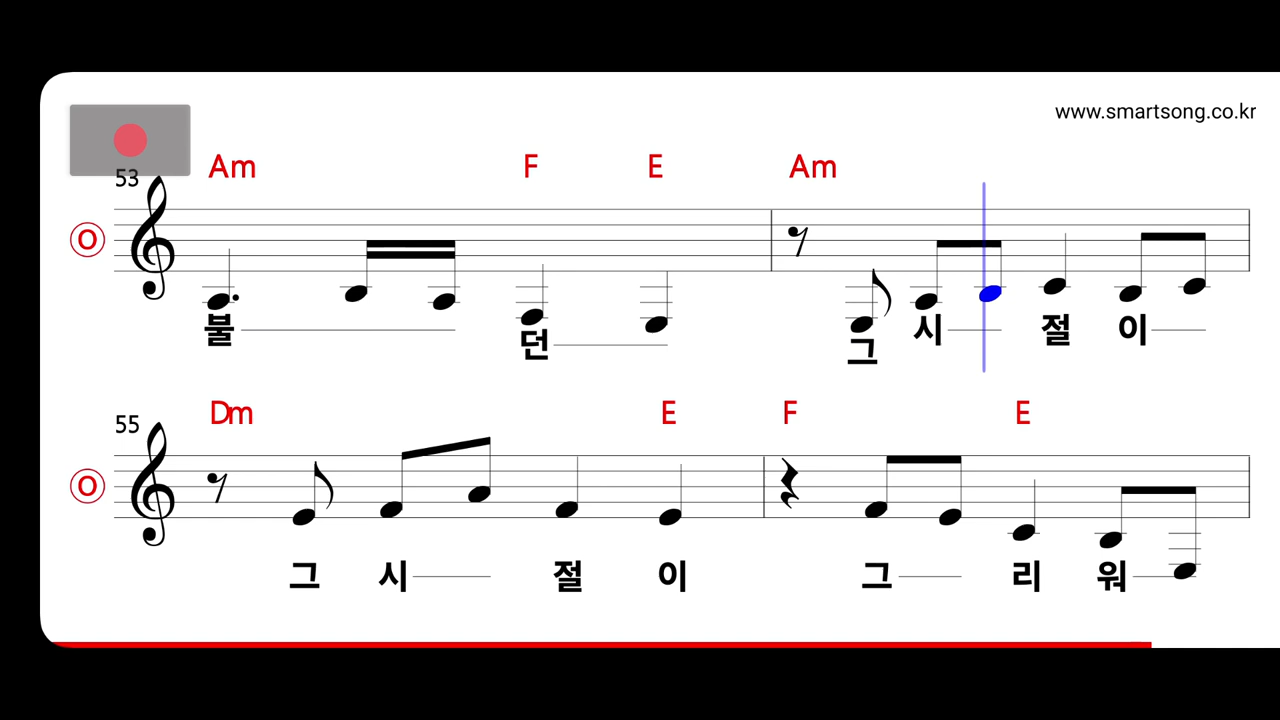 www.smartsong.co.kr
Am F E Am
53
O
불 던 그 시 절 이
Dm E F E
55
O
그 시 절 이 그 리 워